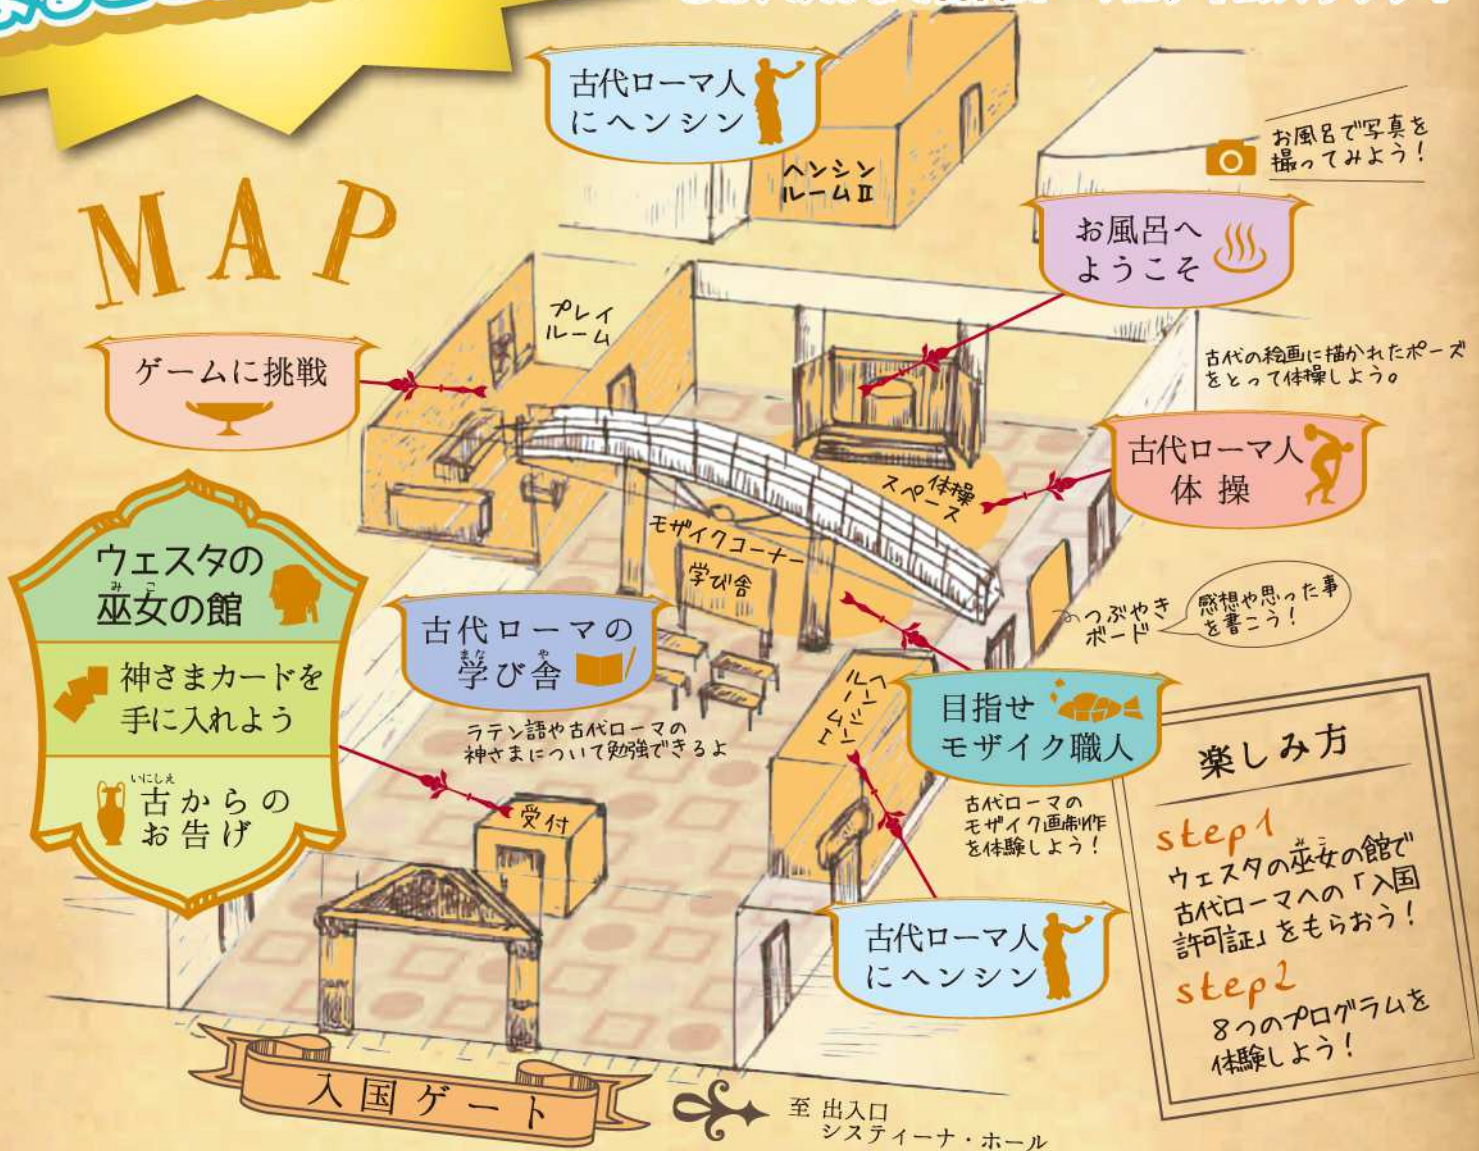 古代ローマ人
にヘンシン
ヘンシン
ルームⅡ
お風呂で写真を
撮ってみよう！
MAP
お風呂へ
ようこそ
プレイ
ルーム
ゲームに挑戦
古代の絵画に描かれたポーズ
をとって体操しよう。
古代ローマ人
体操
体操
スペース
モザイクコーナー
学び舎
ウェスタの
みこ
巫女の館
神さまカードを
手に入れよう
いにしえ
古からの
お告げ
つぶやき
ボード
感想や思った事
を書こう！
古代ローマの
まな や
学び舎
ラテン語や古代ローマの
神さまについて勉強できるよ
ヘンシン
ルームⅠ
目指せ
モザイク職人
古代ローマの
モザイク画制作
を体験しよう！
受付
古代ローマ人
にヘンシン
楽しみ方
step1
みこ
ウェスタの巫女の館で
古代ローマへの「入国
許可証」をもらおう！
step2
8つのプログラムを
体験しよう！
入国ゲート
至 出入口
システィーナ・ホール